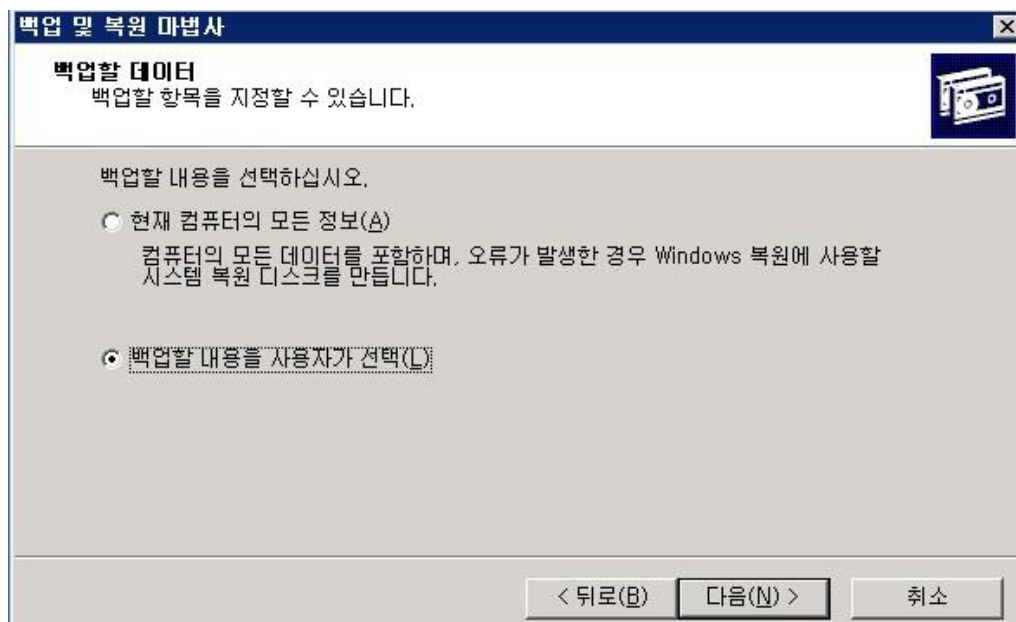 백업 및 복원 마법사
백업할 데이터
백업할 항목을 지정할 수 있습니다.
백업할 내용을 선택하십시오.
현재 컴퓨터의 모든 정보(A)
컴퓨터의 모든 데이터를 포함하며, 오류가 발생한 경우 Windows 복원에 사용할
시스템 복원 디스크를 만듭니다.
백업할 내용을 사용자가 선택(L)
< 뒤로(B) 다음(N) > 취소